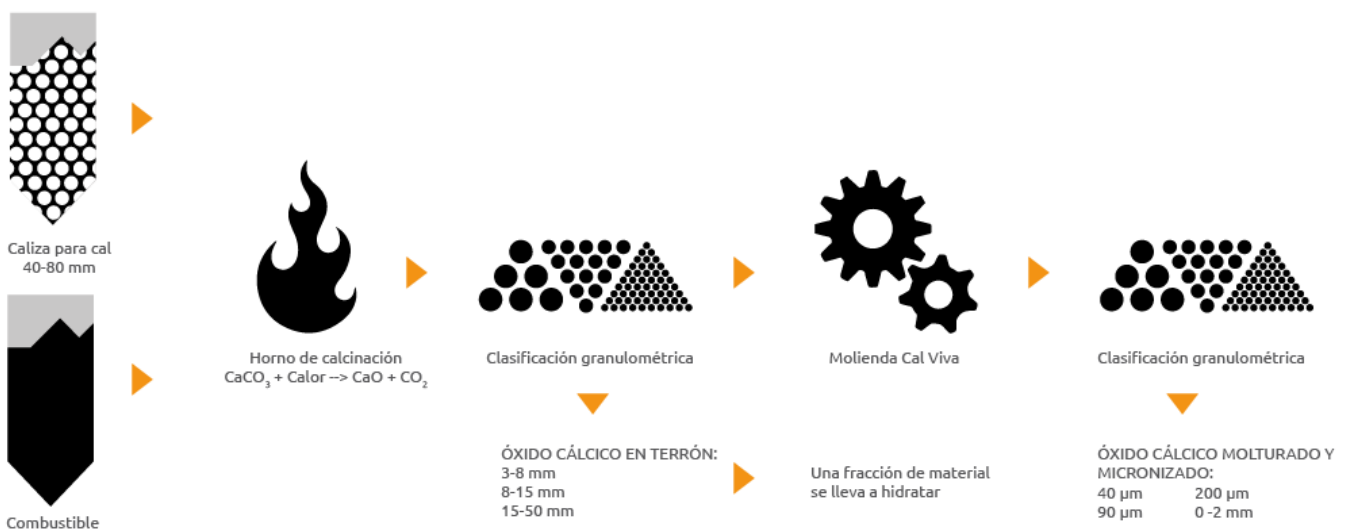 Caliza para cal
40-80 mm
Combustible
Horno de calcinación
CaCO₃ + Calor --> CaO + CO₂
Clasificación granulométrica
ÓXIDO CÁLCICO EN TERRÓN:
3-8 mm
8-15 mm
15-50 mm
Molienda Cal Viva
Una fracción de material
se lleva a hidratar
Clasificación granulométrica
ÓXIDO CÁLCICO MOLTURADO Y
MICRONIZADO:
40 µm 200 µm
90 µm 0 -2 mm